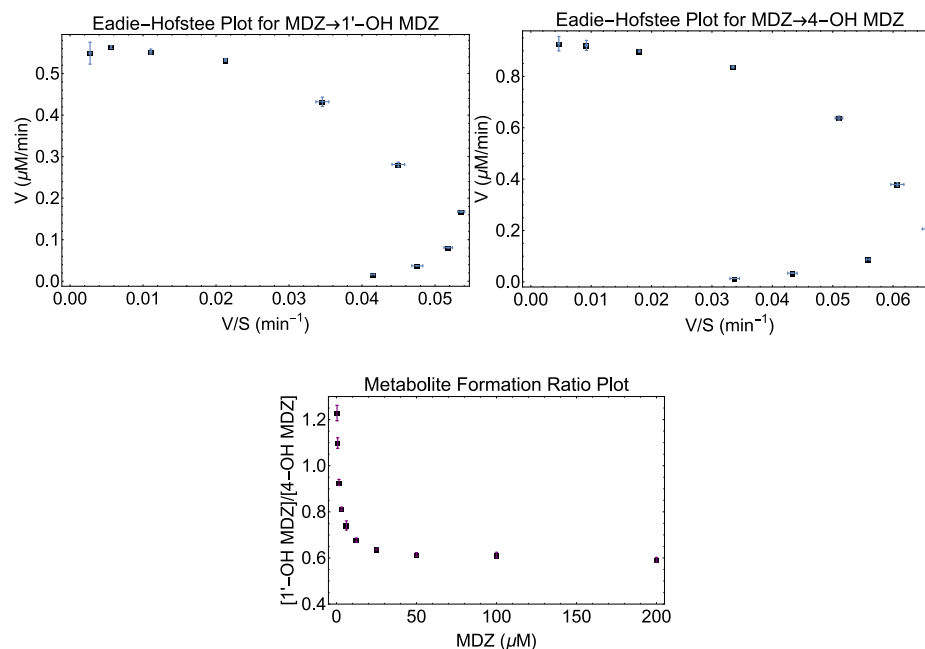 Eadie-Hofstee Plot for MDZ→1'-OH MDZ
V (μM/min)
0.5
0.4
0.3
0.2
0.1
0.0
0.00 0.01 0.02 0.03 0.04 0.05
V/S (min⁻¹)
Eadie-Hofstee Plot for MDZ→4-OH MDZ
V (μM/min)
0.8
0.6
0.4
0.2
0.0
0.00 0.01 0.02 0.03 0.04 0.05 0.06
V/S (min⁻¹)
Metabolite Formation Ratio Plot
[1'-OH MDZ]/[4-OH MDZ]
1.2
1.0
0.8
0.6
0.4
0 50 100 150 200
MDZ (μM)